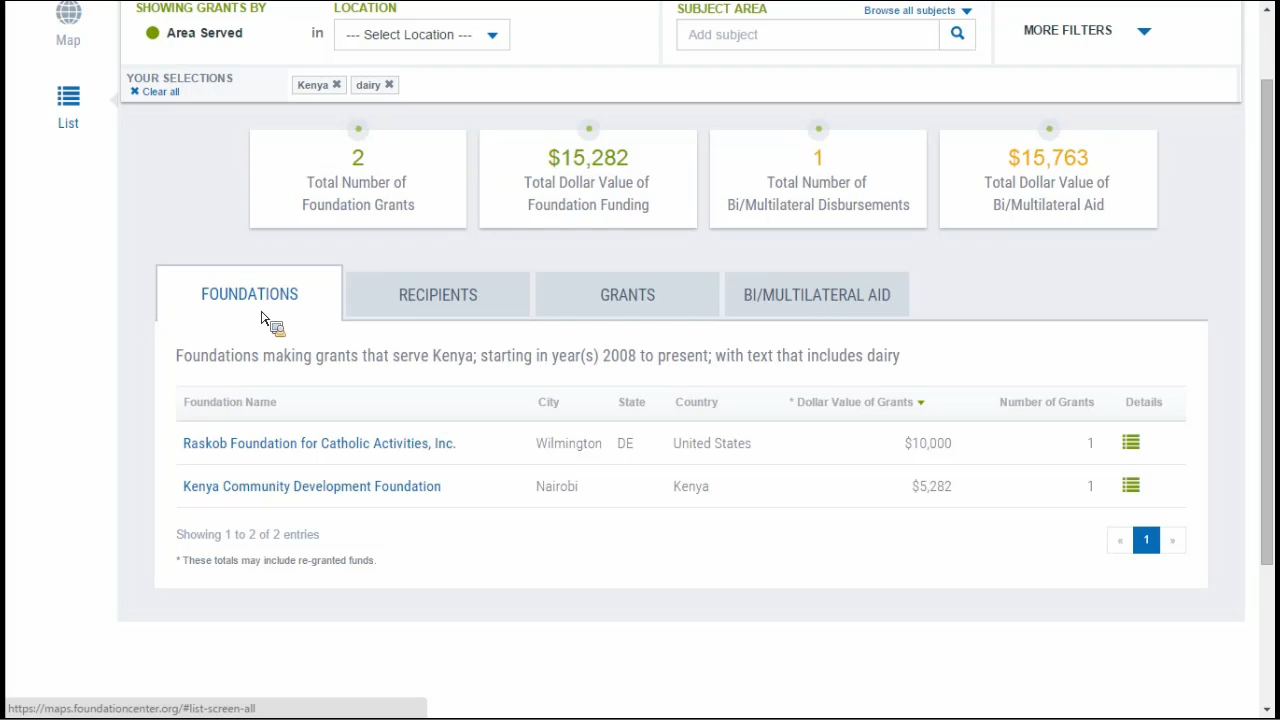 SHOWING GRANTS BY
Area Served
in
LOCATION
--- Select Location ---
SUBJECT AREA
Browse all subjects
Add subject
MORE FILTERS
Map
List
YOUR SELECTIONS
Clear all
Kenya
dairy
2
Total Number of
Foundation Grants
$15,282
Total Dollar Value of
Foundation Funding
1
Total Number of
Bi/Multilateral Disbursements
$15,763
Total Dollar Value of
Bi/Multilateral Aid
FOUNDATIONS
RECIPIENTS
GRANTS
BI/MULTILATERAL AID
Foundations making grants that serve Kenya; starting in year(s) 2008 to present; with text that includes dairy
Foundation Name City State Country * Dollar Value of Grants Number of Grants Details
Raskob Foundation for Catholic Activities, Inc. Wilmington DE United States $10,000 1
Kenya Community Development Foundation Nairobi Kenya $5,282 1
Showing 1 to 2 of 2 entries
« 1 »
* These totals may include re-granted funds.
https://maps.foundationcenter.org/#list-screen-all